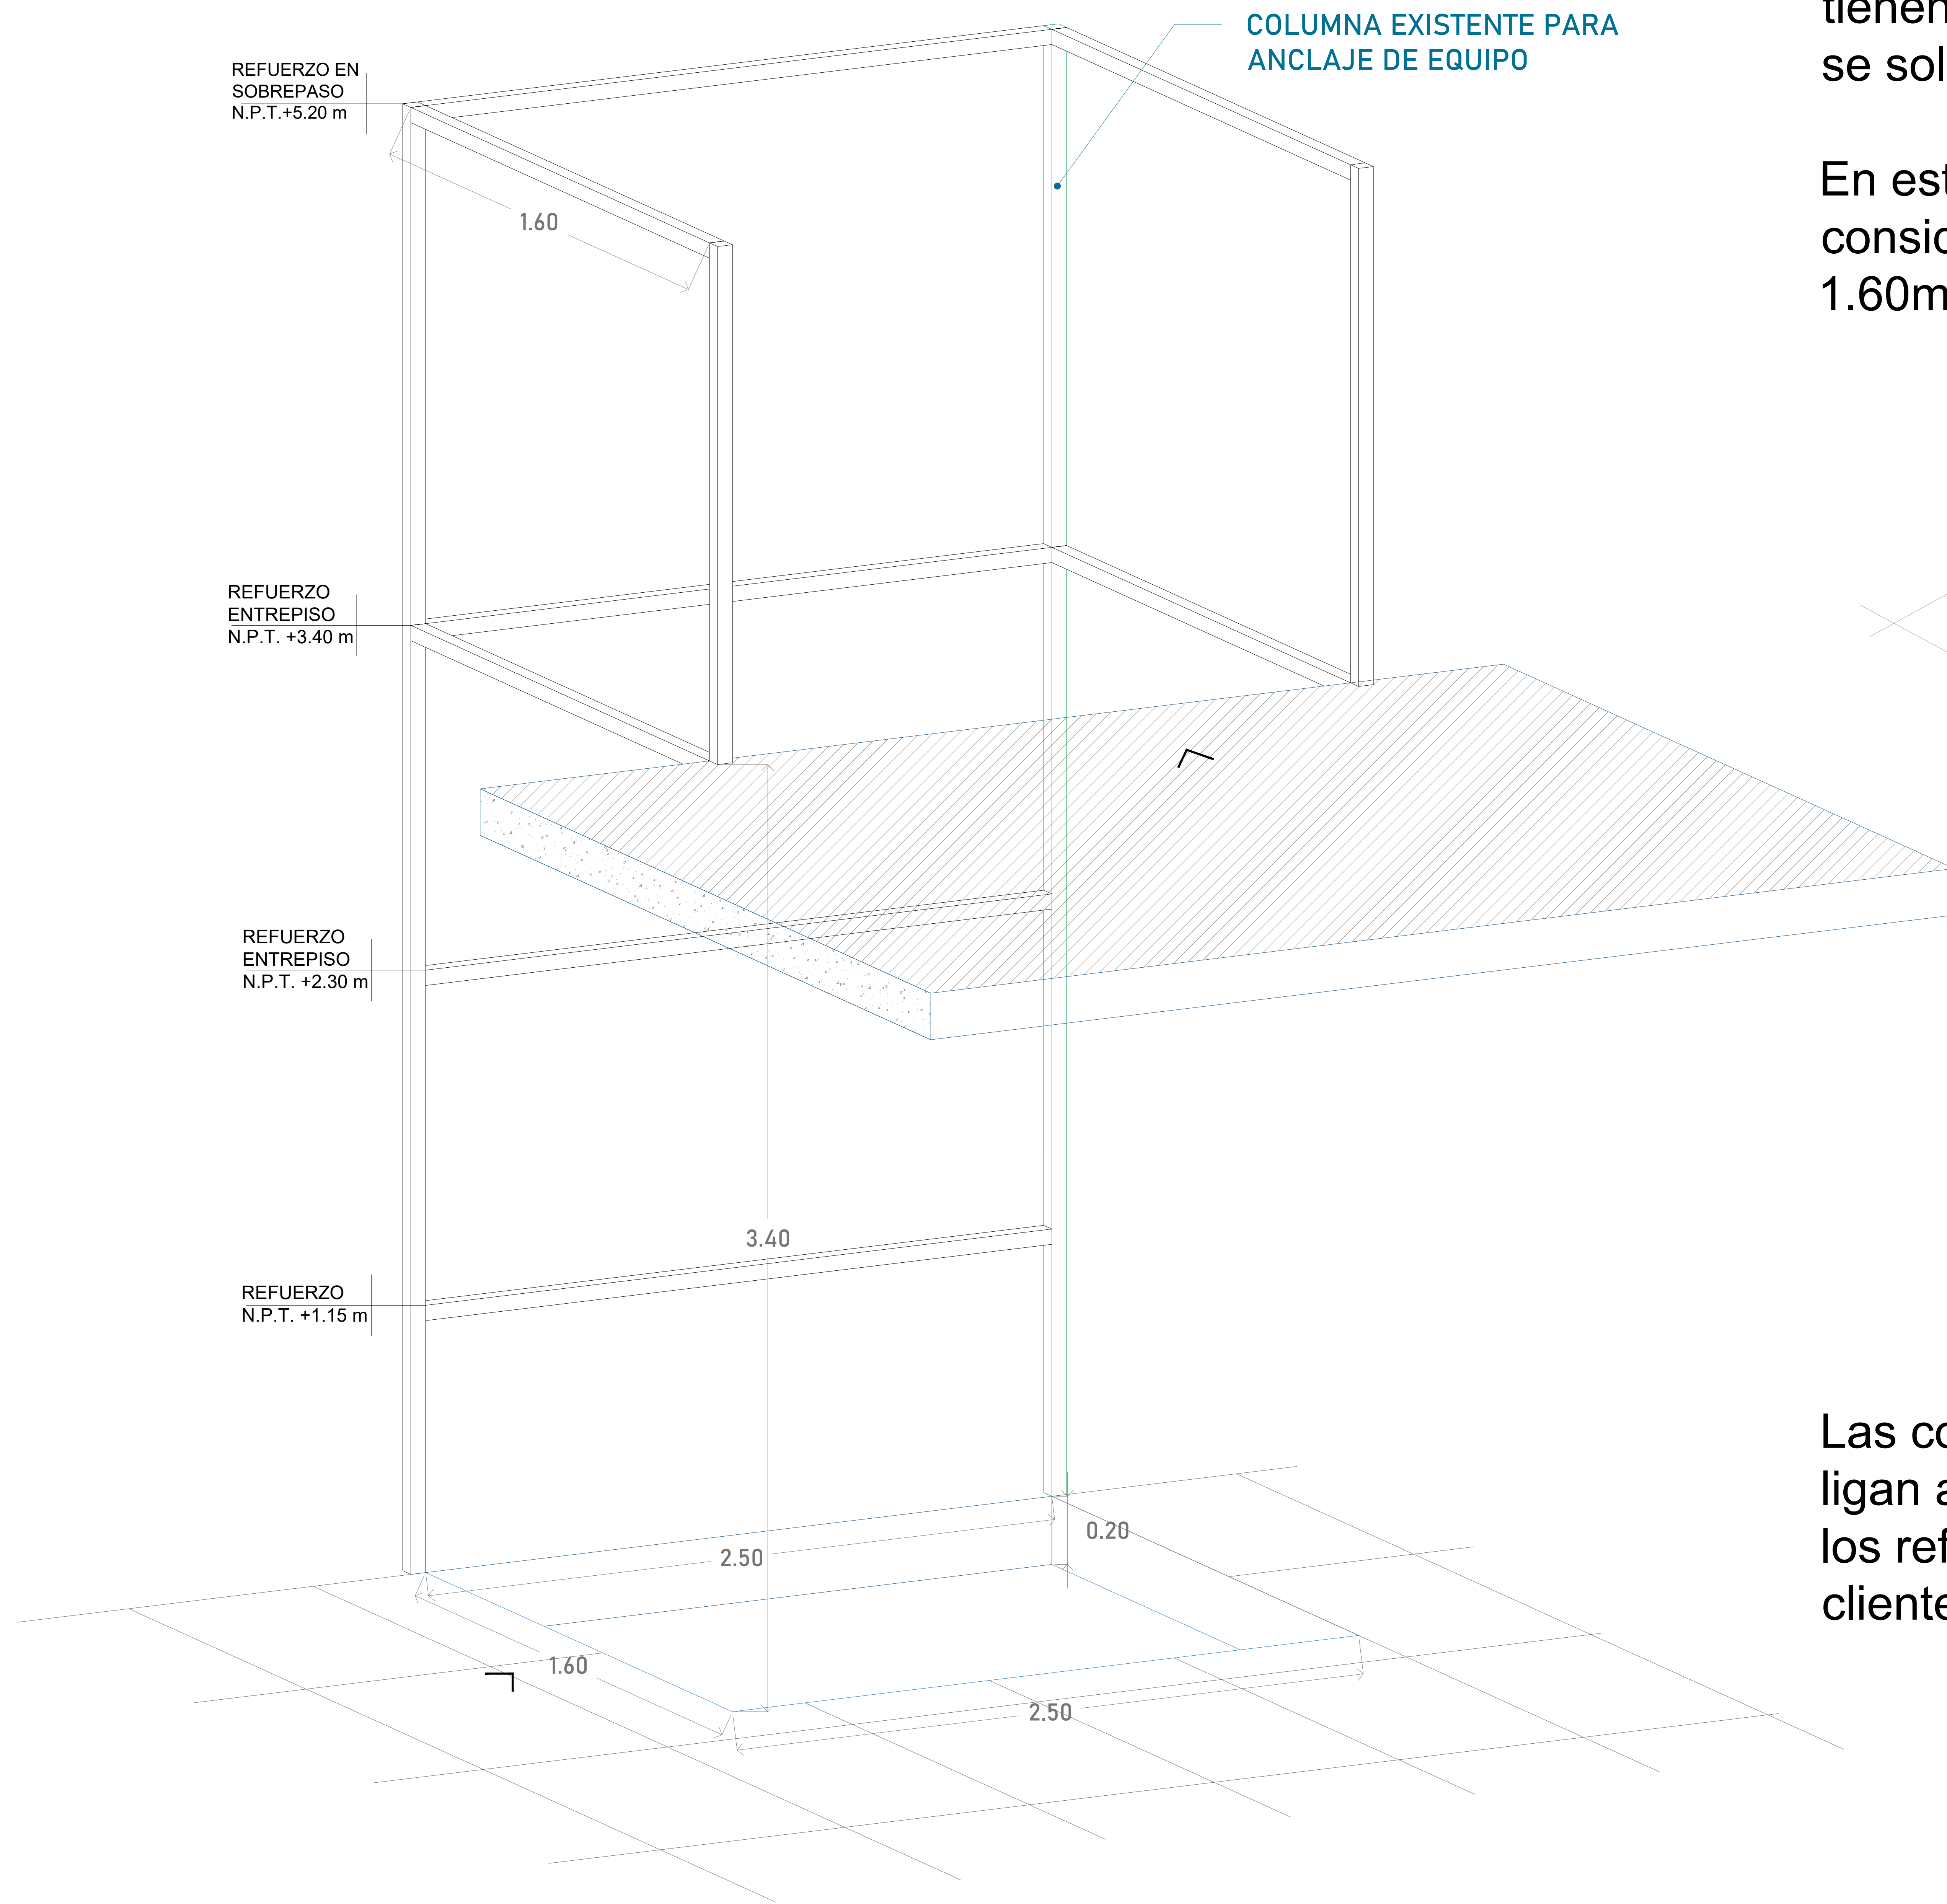 COLUMNA EXISTENTE PARA
ANCLAJE DE EQUIPO
REFUERZO EN
SOBREPASO
N.P.T.+5.20 m
1.60
REFUERZO
ENTREPISO
N.P.T. +3.40 m
REFUERZO
ENTREPISO
N.P.T. +2.30 m
3.40
REFUERZO
N.P.T. +1.15 m
0.20
2.50
1.60
2.50
tienen
se sol
En est
1.60m
Las co
ligan a
los ref
cliente